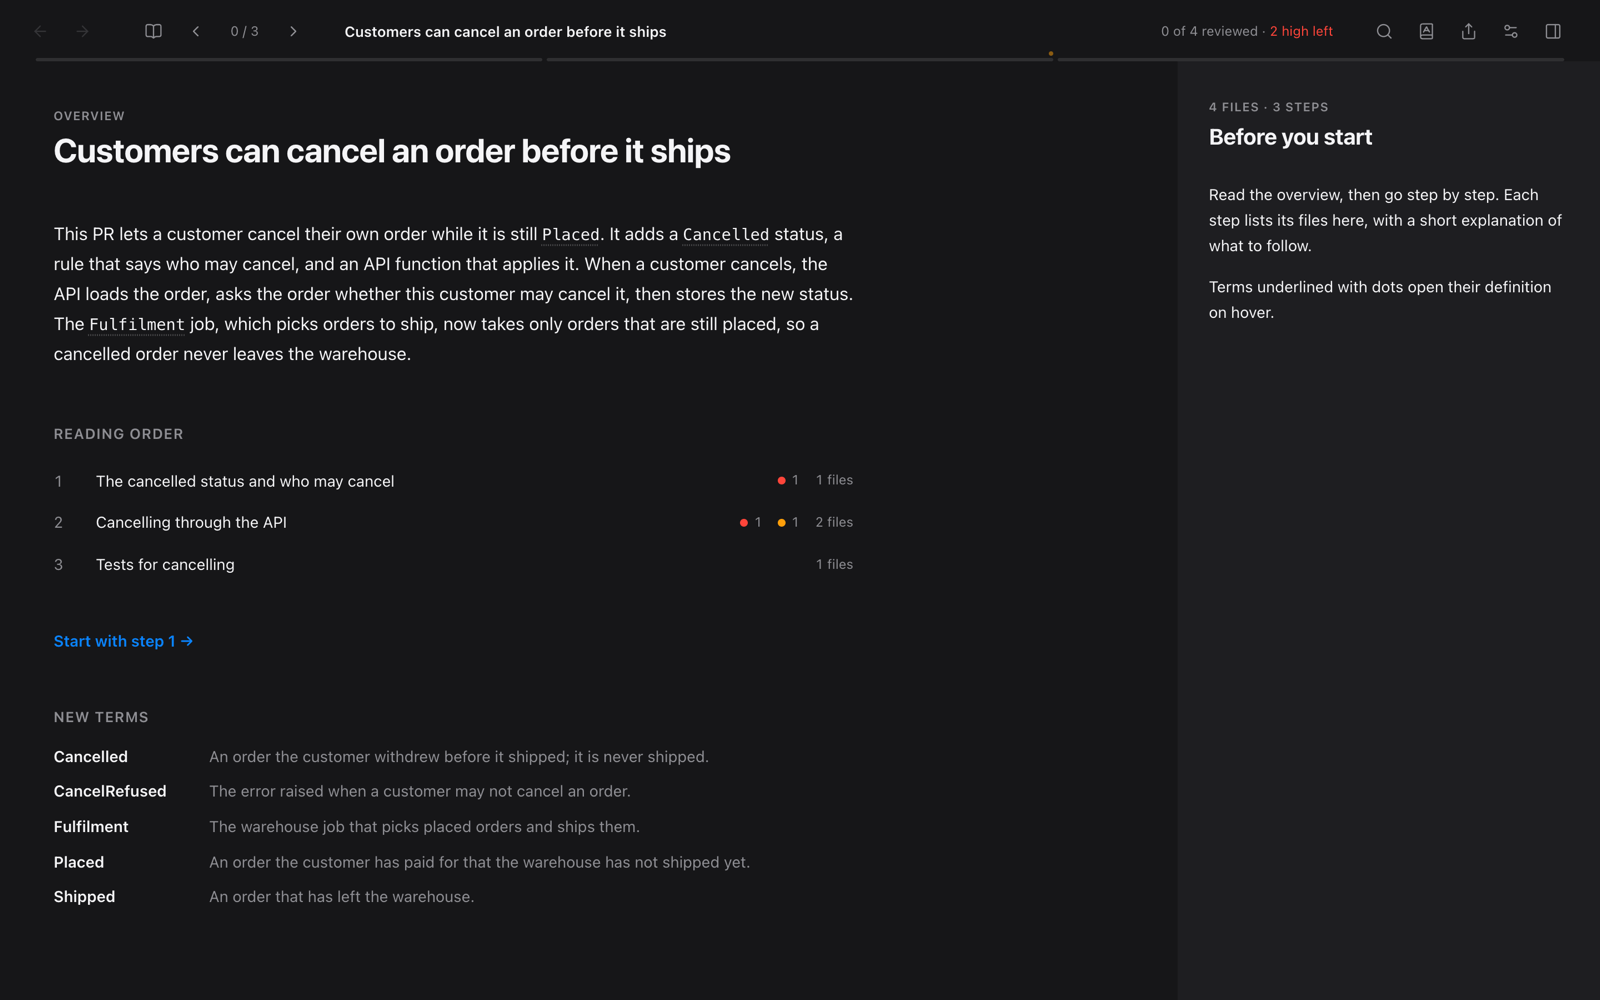 0 / 3
Customers can cancel an order before it ships
0 of 4 reviewed · 2 high left
OVERVIEW
Customers can cancel an order before it ships
This PR lets a customer cancel their own order while it is still Placed. It adds a Cancelled status, a
rule that says who may cancel, and an API function that applies it. When a customer cancels, the
API loads the order, asks the order whether this customer may cancel it, then stores the new status.
The Fulfilment job, which picks orders to ship, now takes only orders that are still placed, so a
cancelled order never leaves the warehouse.
READING ORDER
1 The cancelled status and who may cancel 1 1 files
2 Cancelling through the API 1 1 2 files
3 Tests for cancelling 1 files
Start with step 1 →
NEW TERMS
Cancelled An order the customer withdrew before it shipped; it is never shipped.
CancelRefused The error raised when a customer may not cancel an order.
Fulfilment The warehouse job that picks placed orders and ships them.
Placed An order the customer has paid for that the warehouse has not shipped yet.
Shipped An order that has left the warehouse.
4 FILES · 3 STEPS
Before you start
Read the overview, then go step by step. Each
step lists its files here, with a short explanation of
what to follow.
Terms underlined with dots open their definition
on hover.